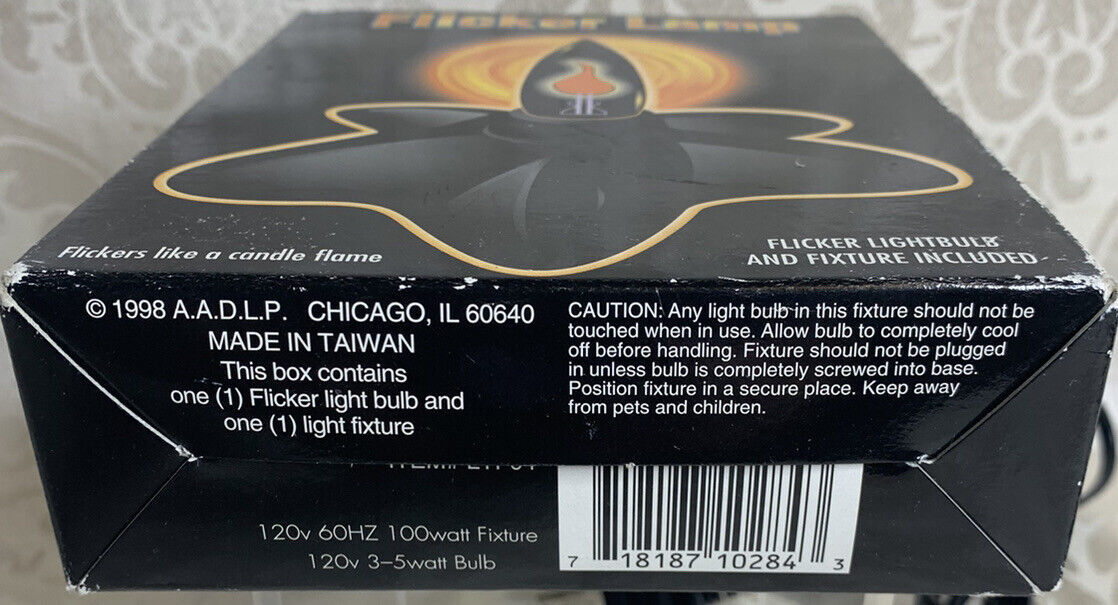 Flicker Lamp
Flickers like a candle flame
FLICKER LIGHTBULB
AND FIXTURE INCLUDED
© 1998 A.A.D.L.P. CHICAGO, IL 60640
MADE IN TAIWAN
This box contains
one (1) Flicker light bulb and
one (1) light fixture
CAUTION: Any light bulb in this fixture should not be
touched when in use. Allow bulb to completely cool
off before handling. Fixture should not be plugged
in unless bulb is completely screwed into base.
Position fixture in a secure place. Keep away
from pets and children.
120v 60HZ 100watt Fixture
120v 3–5watt Bulb
7 18187 10284 3